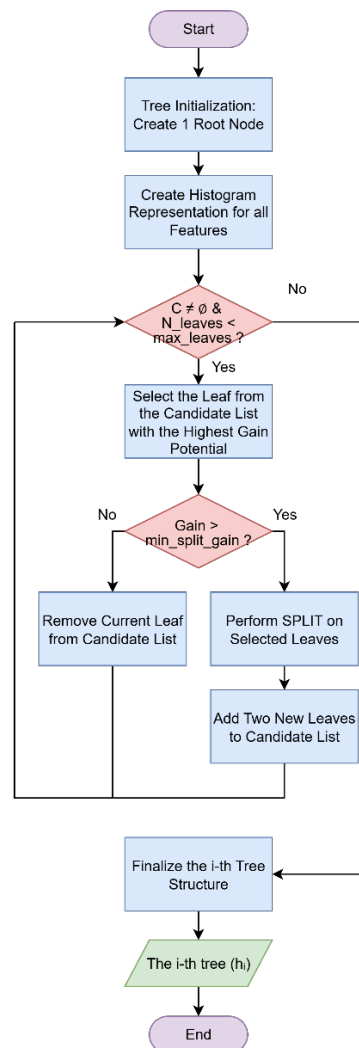 Start
Tree Initialization:
Create 1 Root Node
Create Histogram
Representation for all
Features
C ≠ ∅ &
N_leaves <
max_leaves ?
No
Yes
Select the Leaf from
the Candidate List
with the Highest Gain
Potential
No
Gain >
min_split_gain ?
Yes
Remove Current Leaf
from Candidate List
Perform SPLIT on
Selected Leaves
Add Two New Leaves
to Candidate List
Finalize the i-th Tree
Structure
The i-th tree (hᵢ)
End